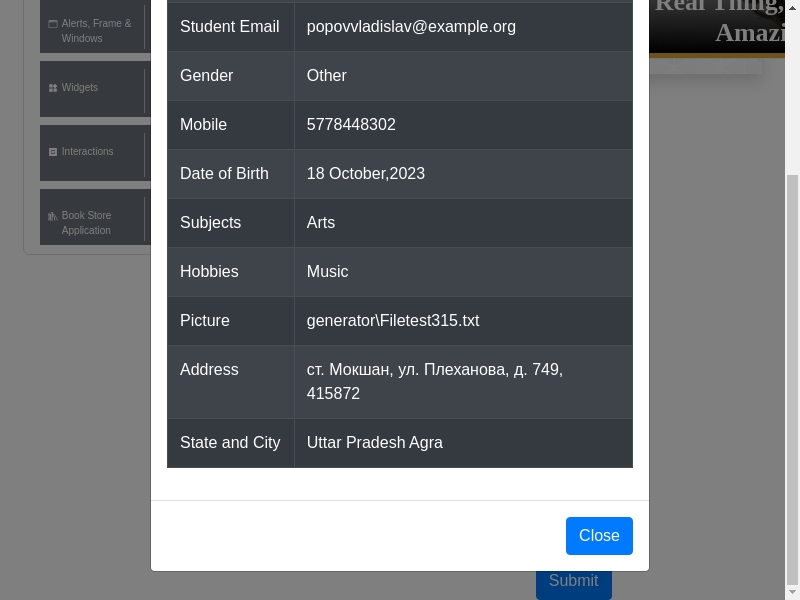 Real Thing,
Amazi
Alerts, Frame &
Windows
Widgets
Interactions
Book Store
Application
Student Email popovvladislav@example.org
Gender Other
Mobile 5778448302
Date of Birth 18 October,2023
Subjects Arts
Hobbies Music
Picture generator\Filetest315.txt
Address ст. Мокшан, ул. Плеханова, д. 749,
415872
State and City Uttar Pradesh Agra
Close
Submit